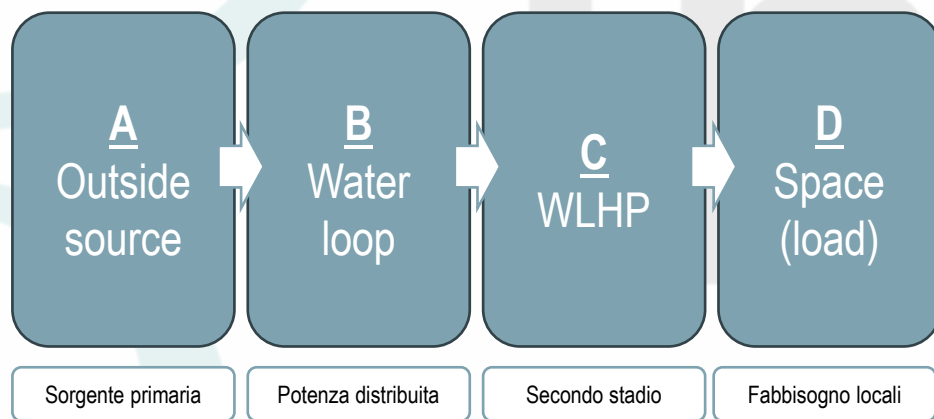 A
Outside
source
B
Water
loop
C
WLHP
D
Space
(load)
Sorgente primaria
Potenza distribuita
Secondo stadio
Fabbisogno locali